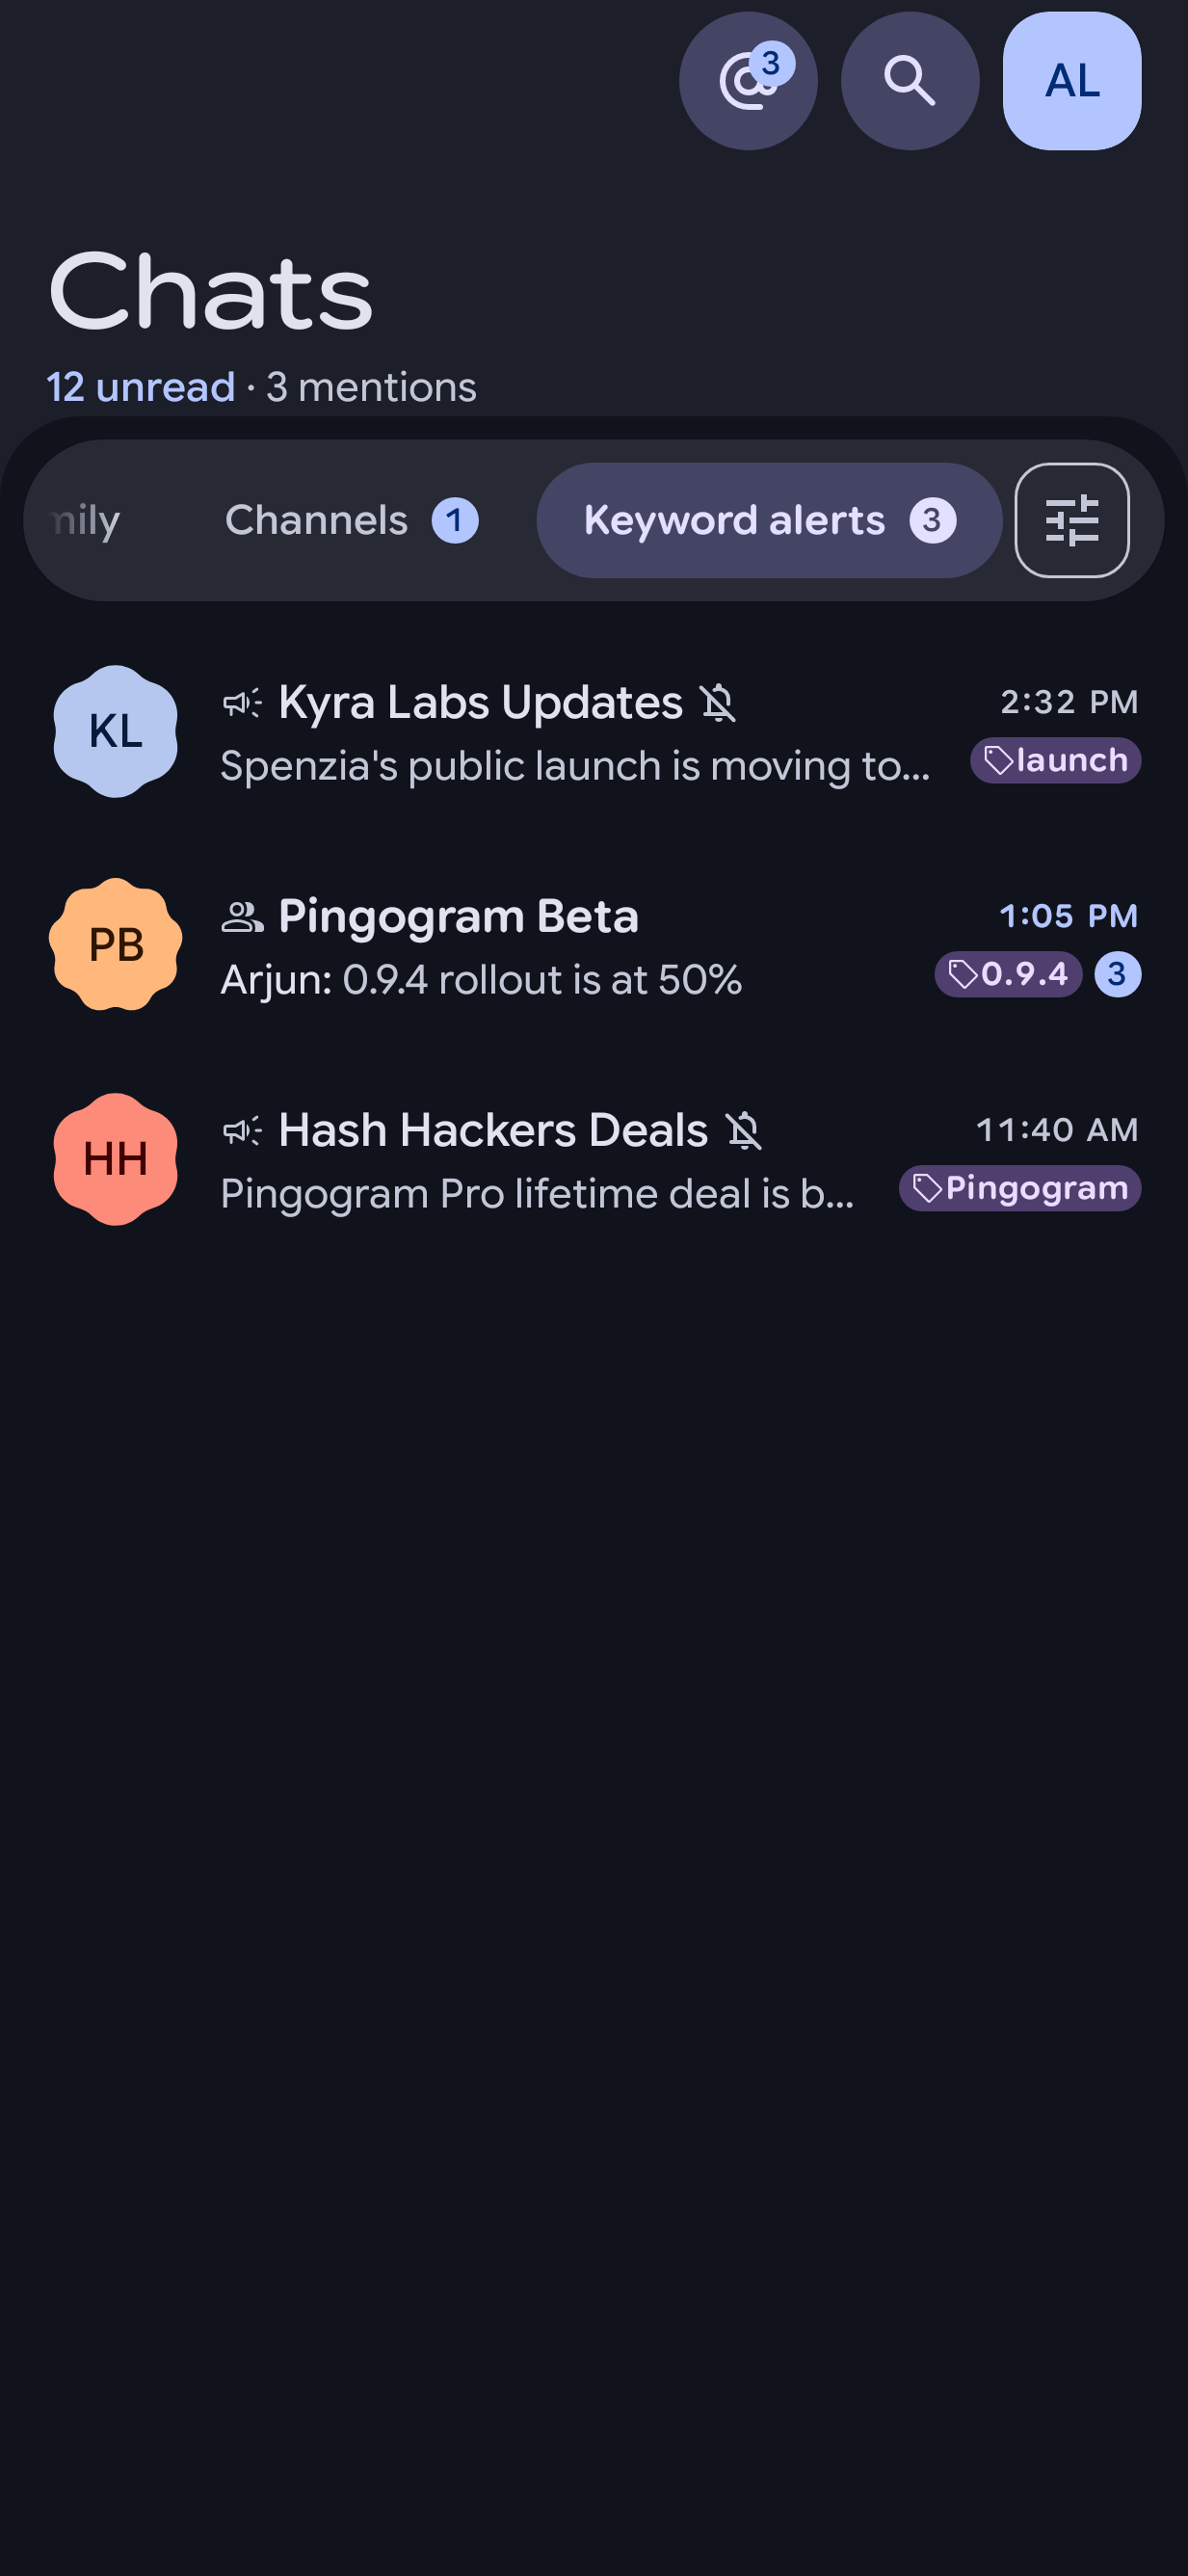 3
AL
Chats
12 unread · 3 mentions
mily
Channels 1
Keyword alerts 3
KL
Kyra Labs Updates
2:32 PM
Spenzia's public launch is moving to...
launch
PB
Pingogram Beta
1:05 PM
Arjun: 0.9.4 rollout is at 50%
0.9.4
3
HH
Hash Hackers Deals
11:40 AM
Pingogram Pro lifetime deal is b...
Pingogram